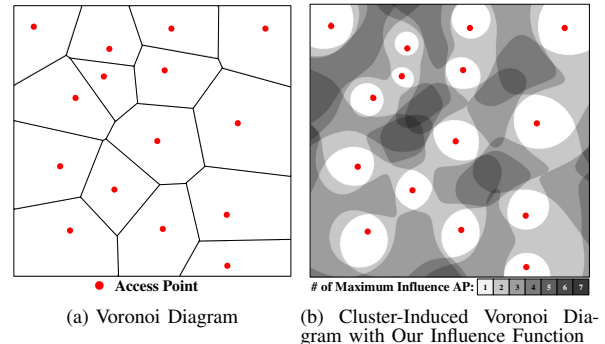 Access Point
# of Maximum Influence AP: 1 2 3 4 5 6 7
(a) Voronoi Diagram
(b) Cluster-Induced Voronoi Dia-
gram with Our Influence Function